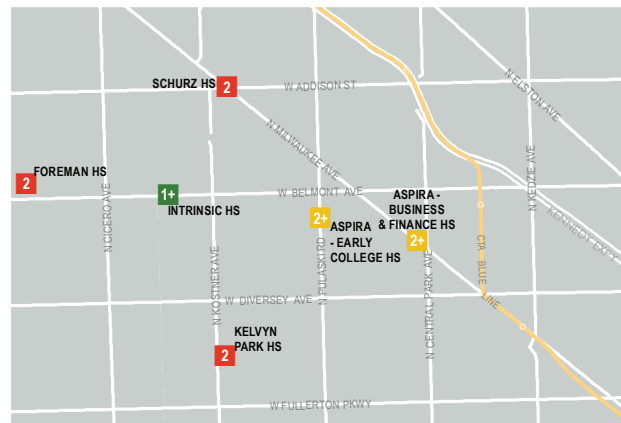 SCHURZ HS
2
W ADDISON ST
N ELSTON AVE
N MILWAUKEE AVE
FOREMAN HS
2
1+
INTRINSIC HS
W BELMONT AVE
ASPIRA -
BUSINESS
& FINANCE HS
2+
2+
ASPIRA
- EARLY
COLLEGE HS
N KEDZIE AVE
KENNEDY EXPY
N CICERO AVE
N KOSTNER AVE
N PULASKI RD
N CENTRAL PARK AVE
CTA BLUE LINE
W DIVERSEY AVE
KELVYN
PARK HS
2
W FULLERTON PKWY